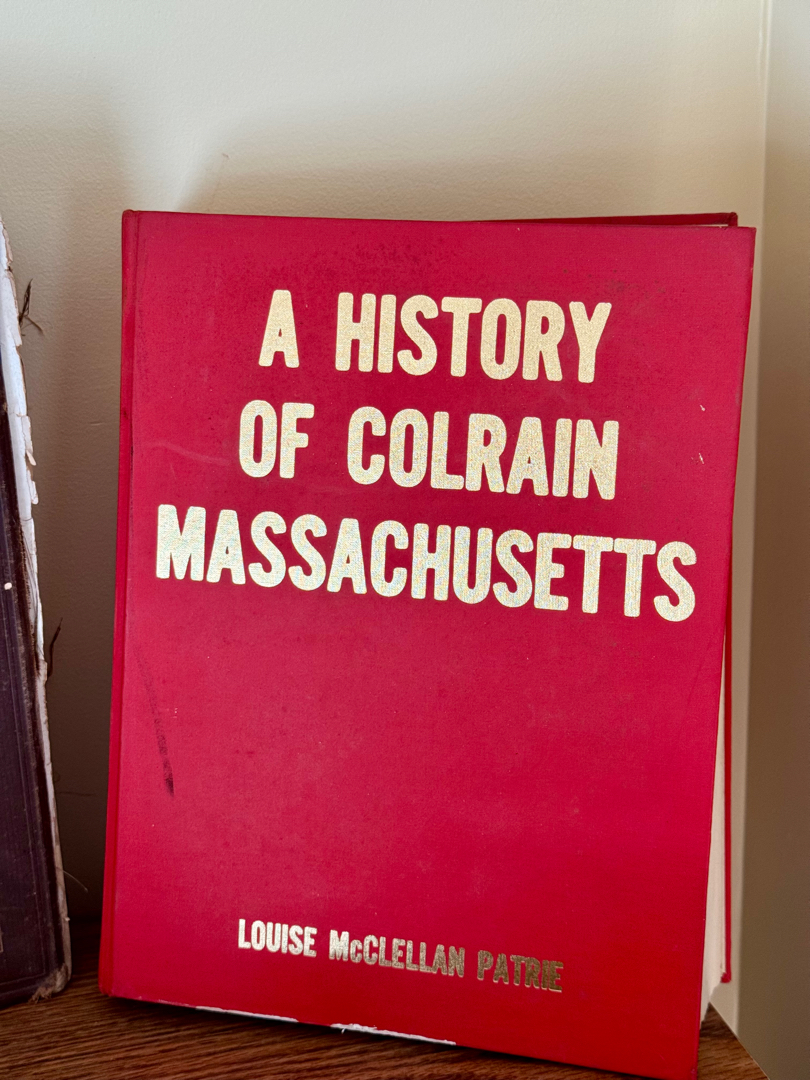 A HISTORY
OF COLRAIN
MASSACHUSETTS
LOUISE McCLELLAN PATRIE